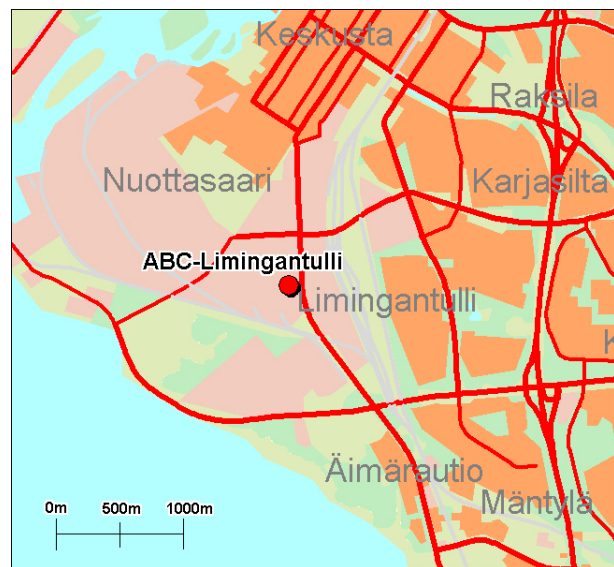 Keskusta
Raksila
Nuottasaari
Karjasilta
ABC-Limingantulli
Limingantulli
K
Äimärautio
Mäntylä
0m 500m 1000m